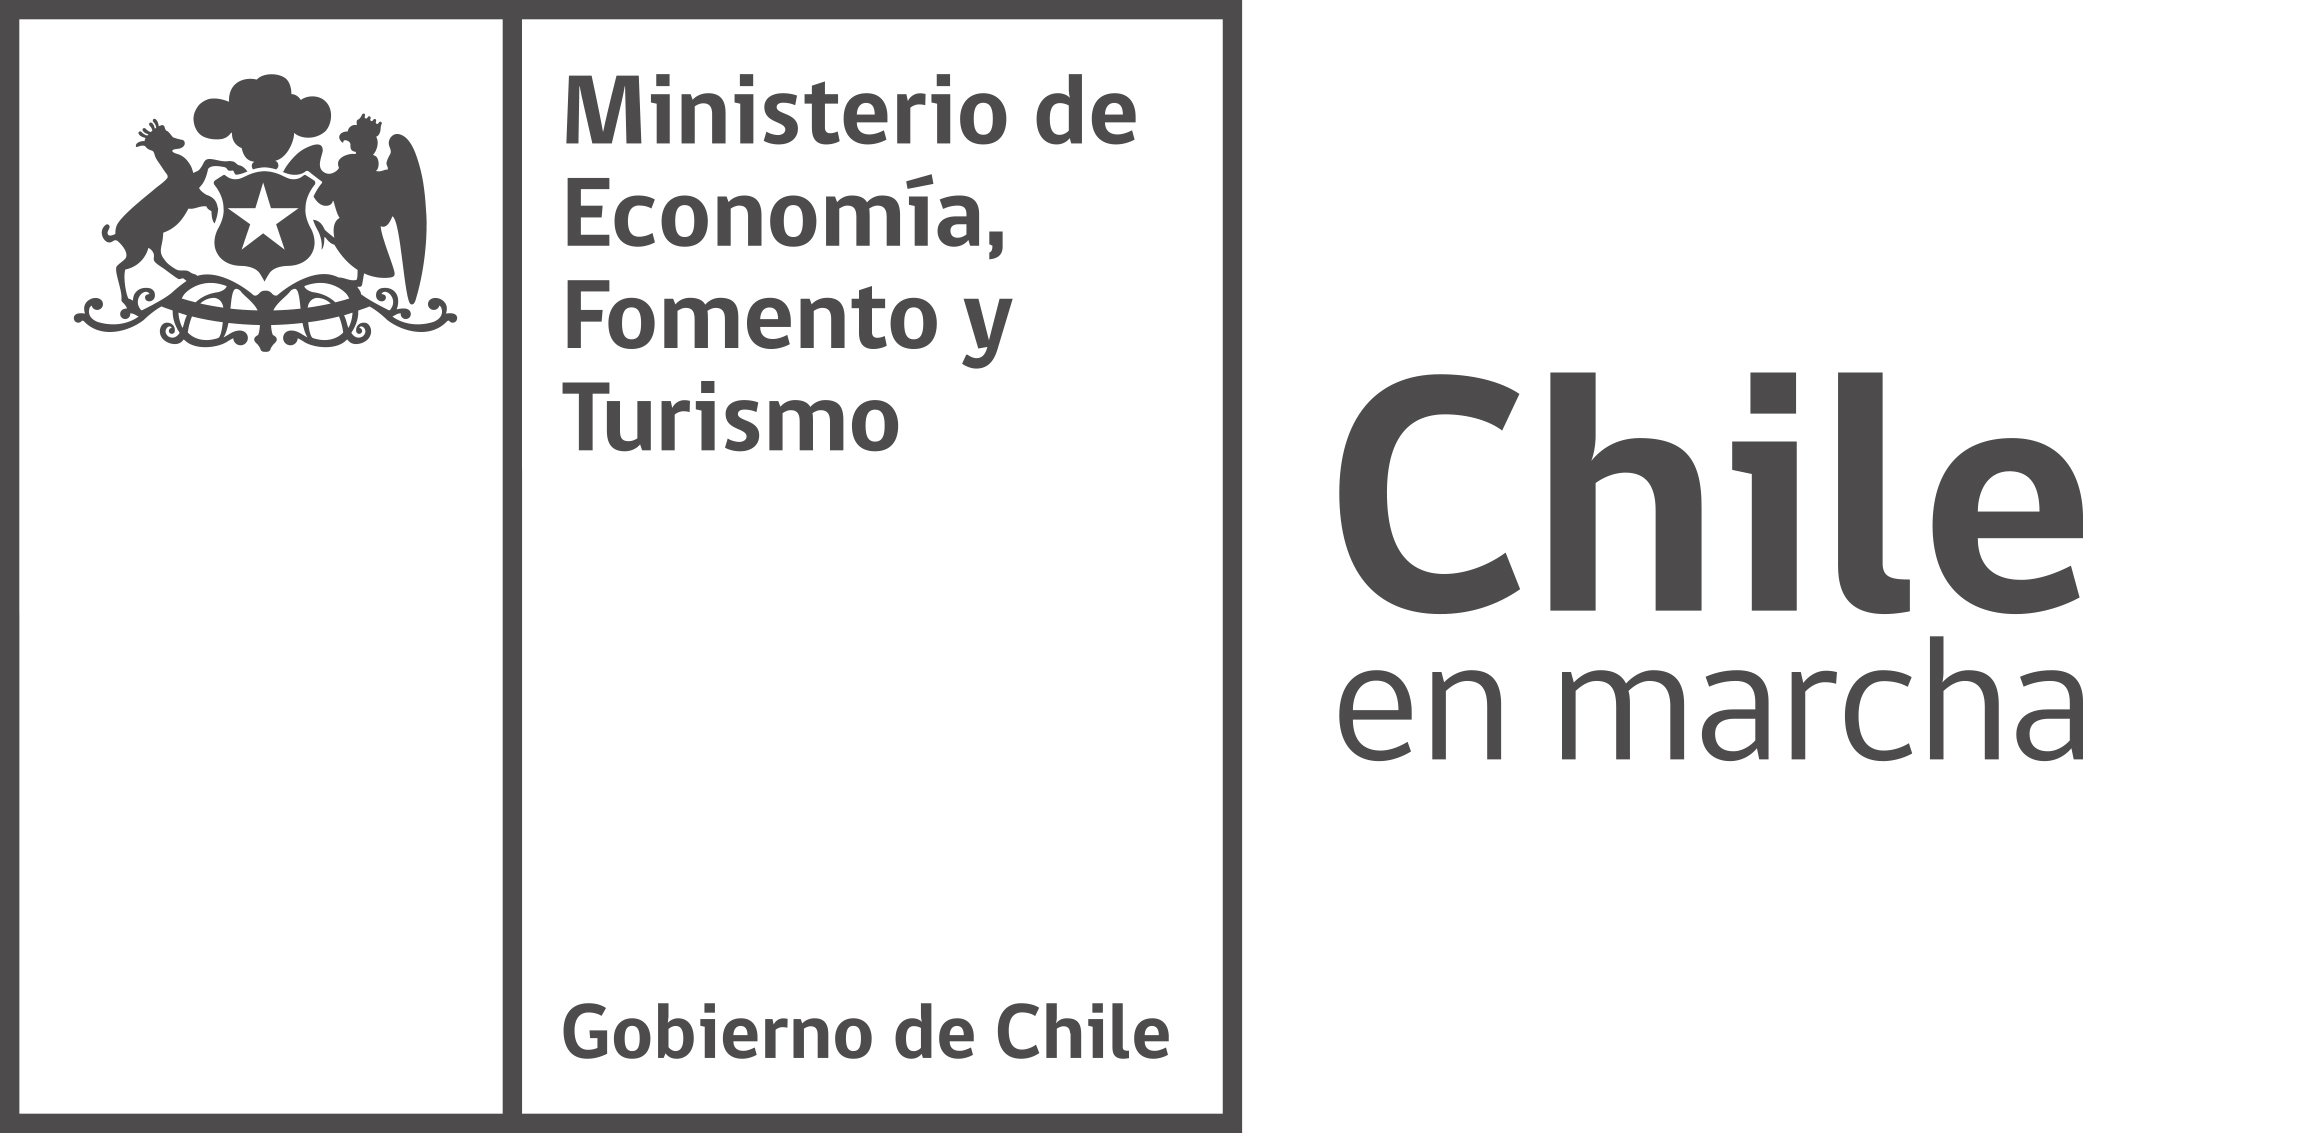 Ministerio de
Economía,
Fomento y
Turismo
Gobierno de Chile
Chile
en marcha